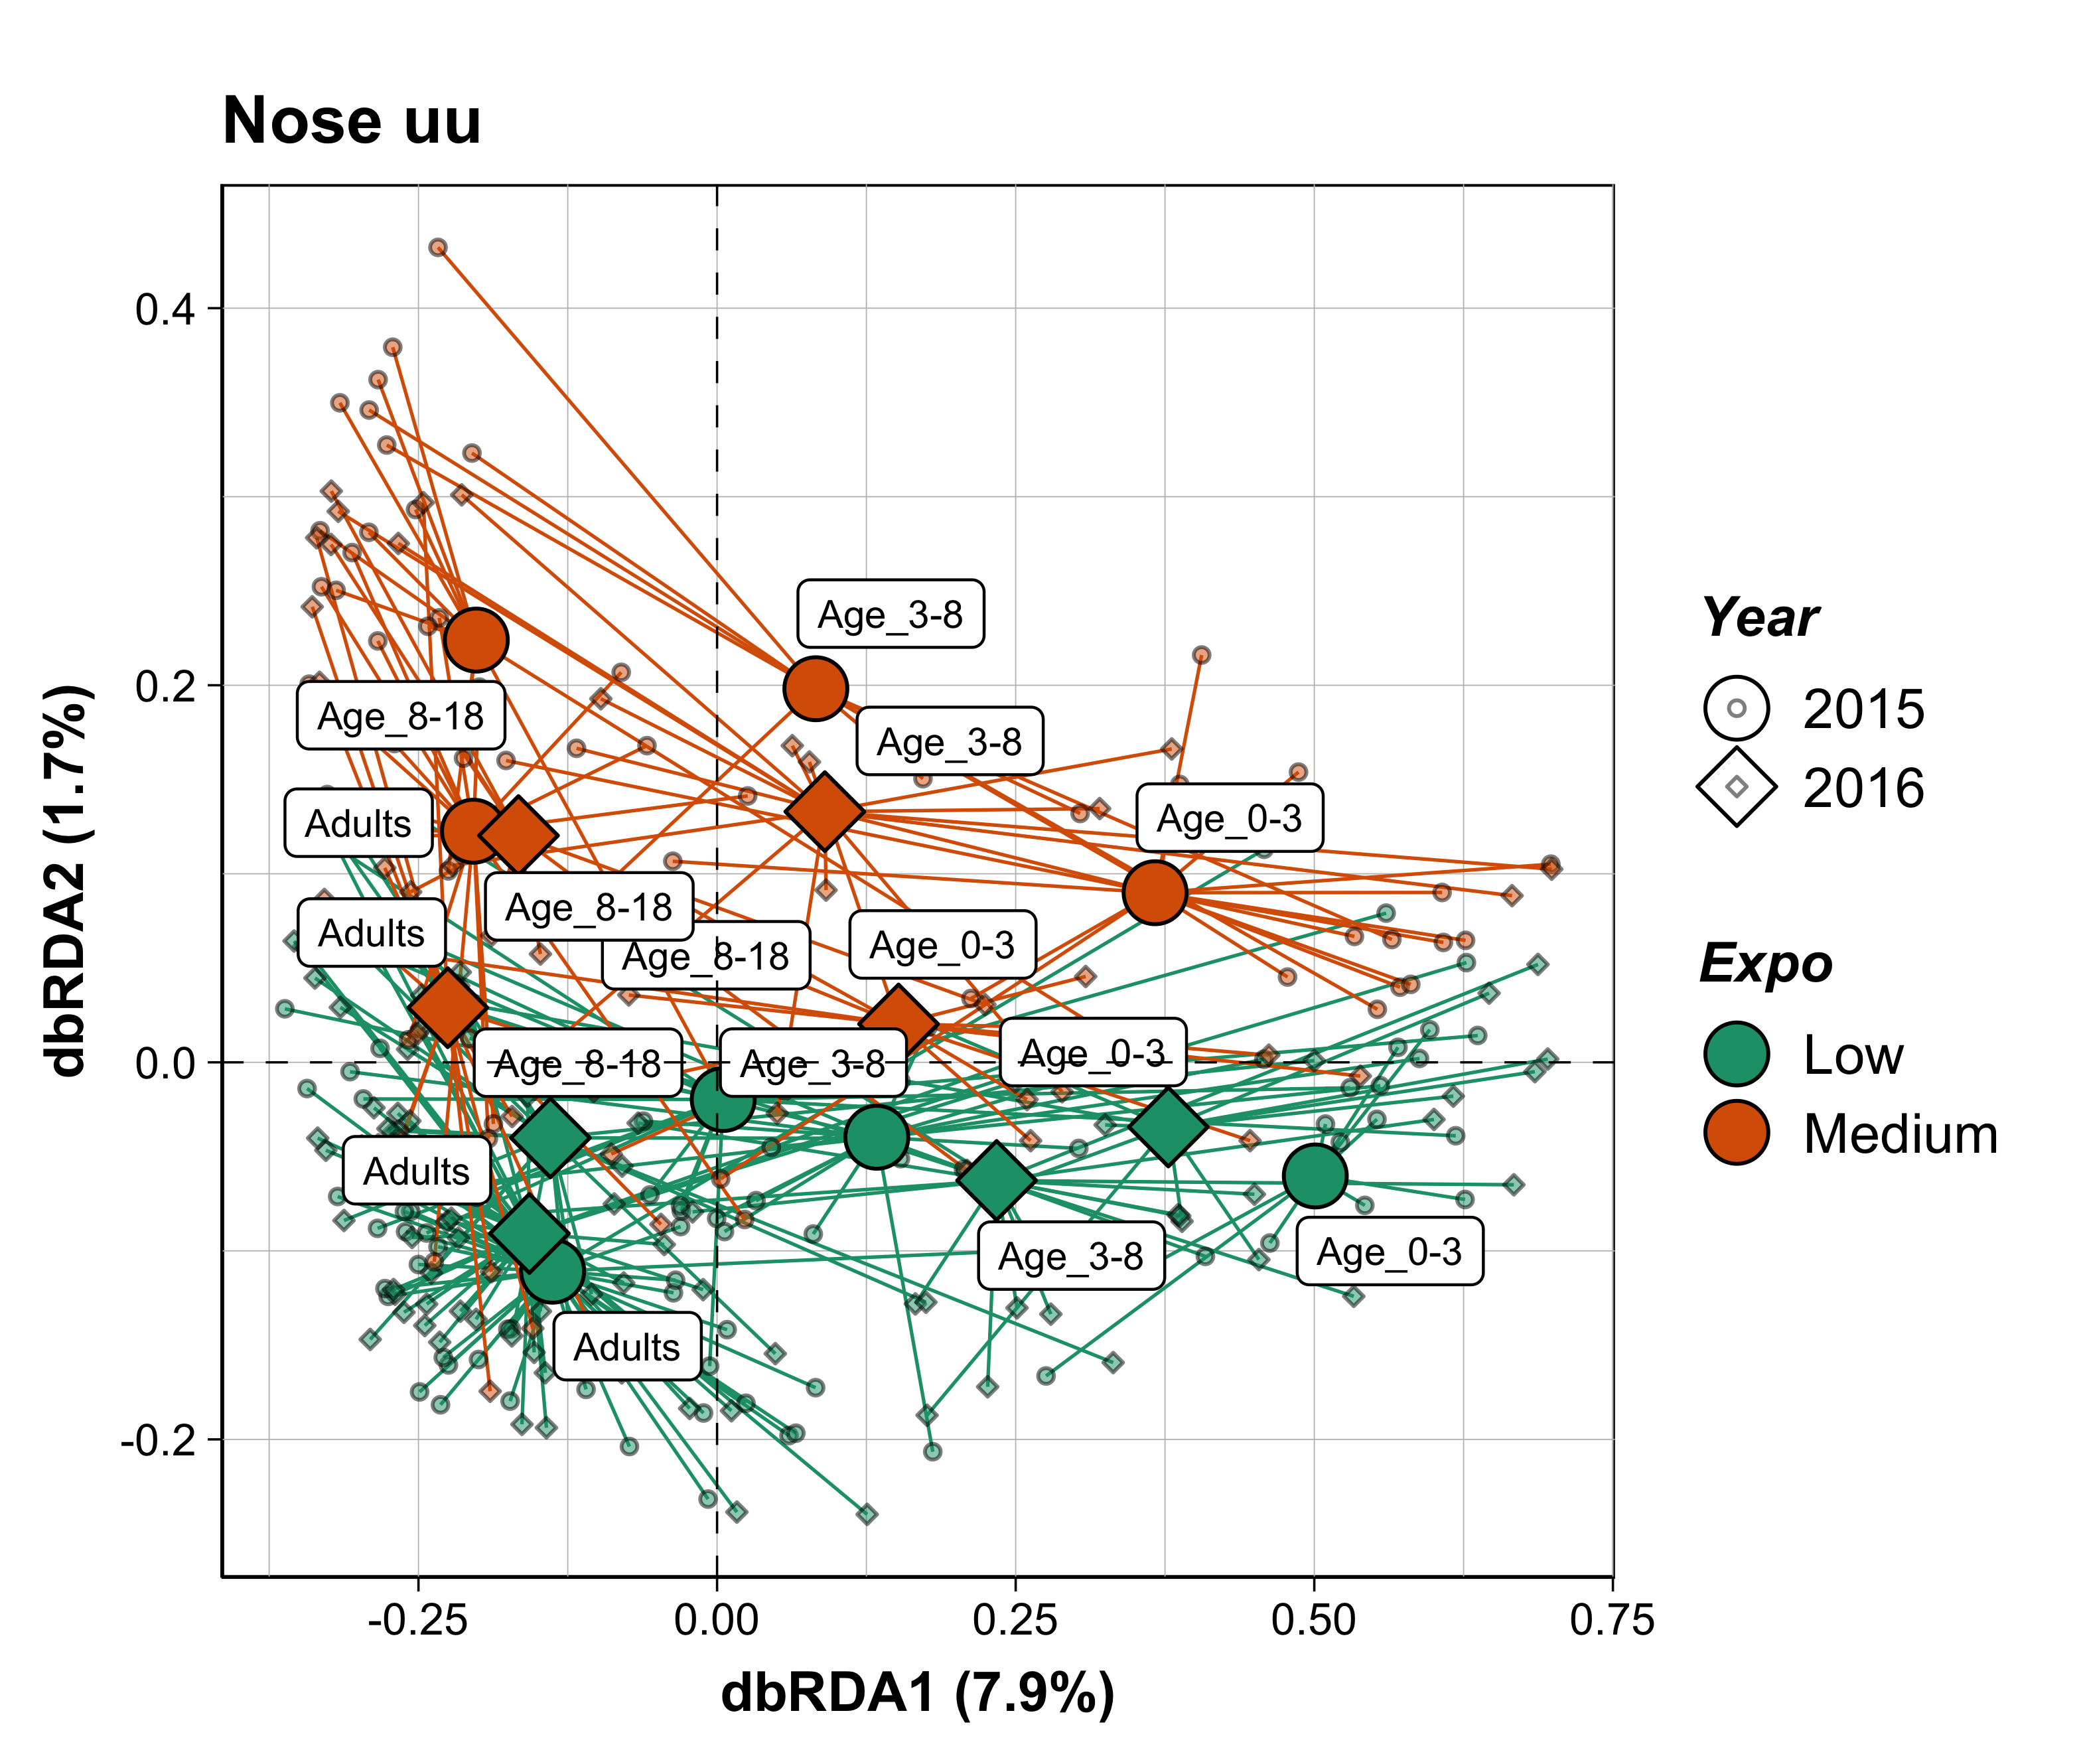 Nose uu
dbRDA2 (1.7%)
0.4
0.2
0.0
-0.2
Age_3-8
Age_8-18
Age_3-8
Adults
Age_0-3
Age_8-18
Adults
Age_0-3
Age_8-18
Age_8-18
Age_3-8
Age_0-3
Adults
Age_3-8
Age_0-3
Adults
-0.25
0.00
0.25
0.50
0.75
dbRDA1 (7.9%)
Year
2015
2016
Expo
Low
Medium